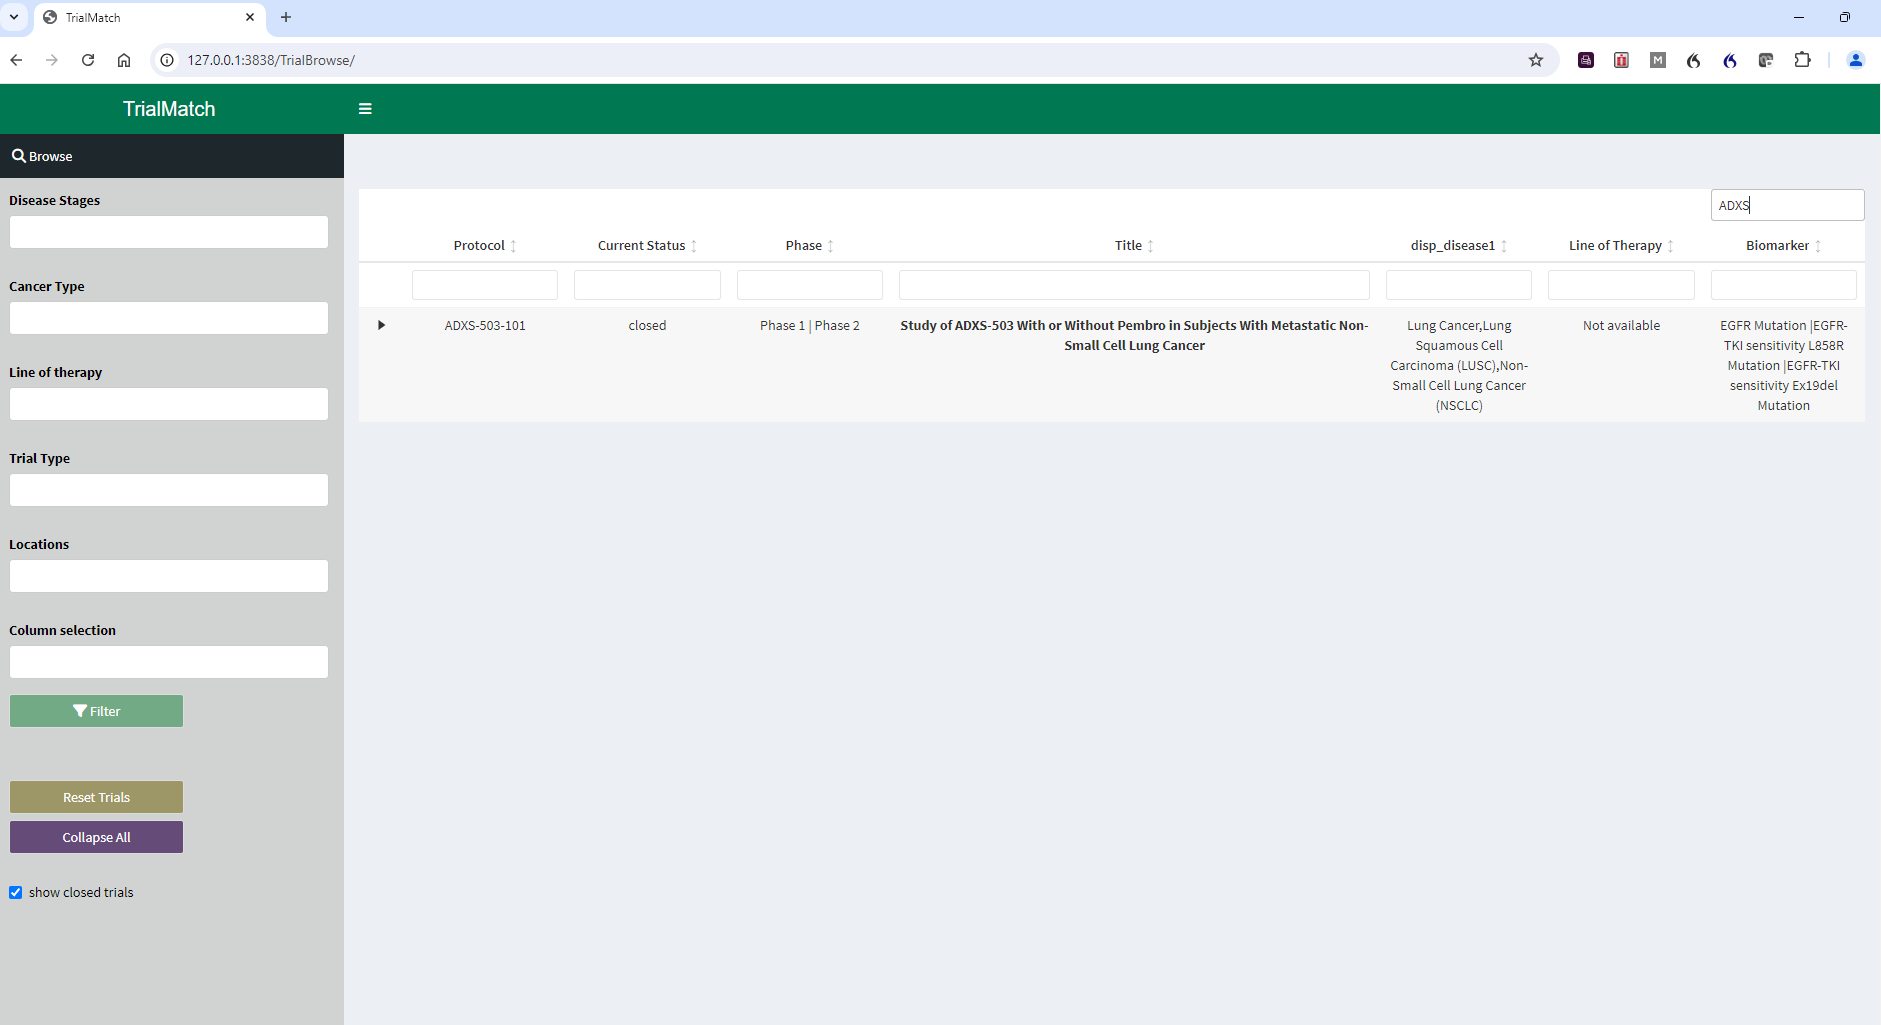 TrialMatch
127.0.0.1:3838/TrialBrowse/
TrialMatch
Browse
Disease Stages
Cancer Type
Line of therapy
Trial Type
Locations
Column selection
Filter
Reset Trials
Collapse All
show closed trials
ADXS
Protocol Current Status Phase Title disp_disease1 Line of Therapy Biomarker
ADXS-503-101
closed
Phase 1 | Phase 2
Study of ADXS-503 With or Without Pembro in Subjects With Metastatic Non-
Small Cell Lung Cancer
Lung Cancer,Lung
Squamous Cell
Carcinoma (LUSC),Non-
Small Cell Lung Cancer
(NSCLC)
Not available
EGFR Mutation |EGFR-
TKI sensitivity L858R
Mutation |EGFR-TKI
sensitivity Ex19del
Mutation